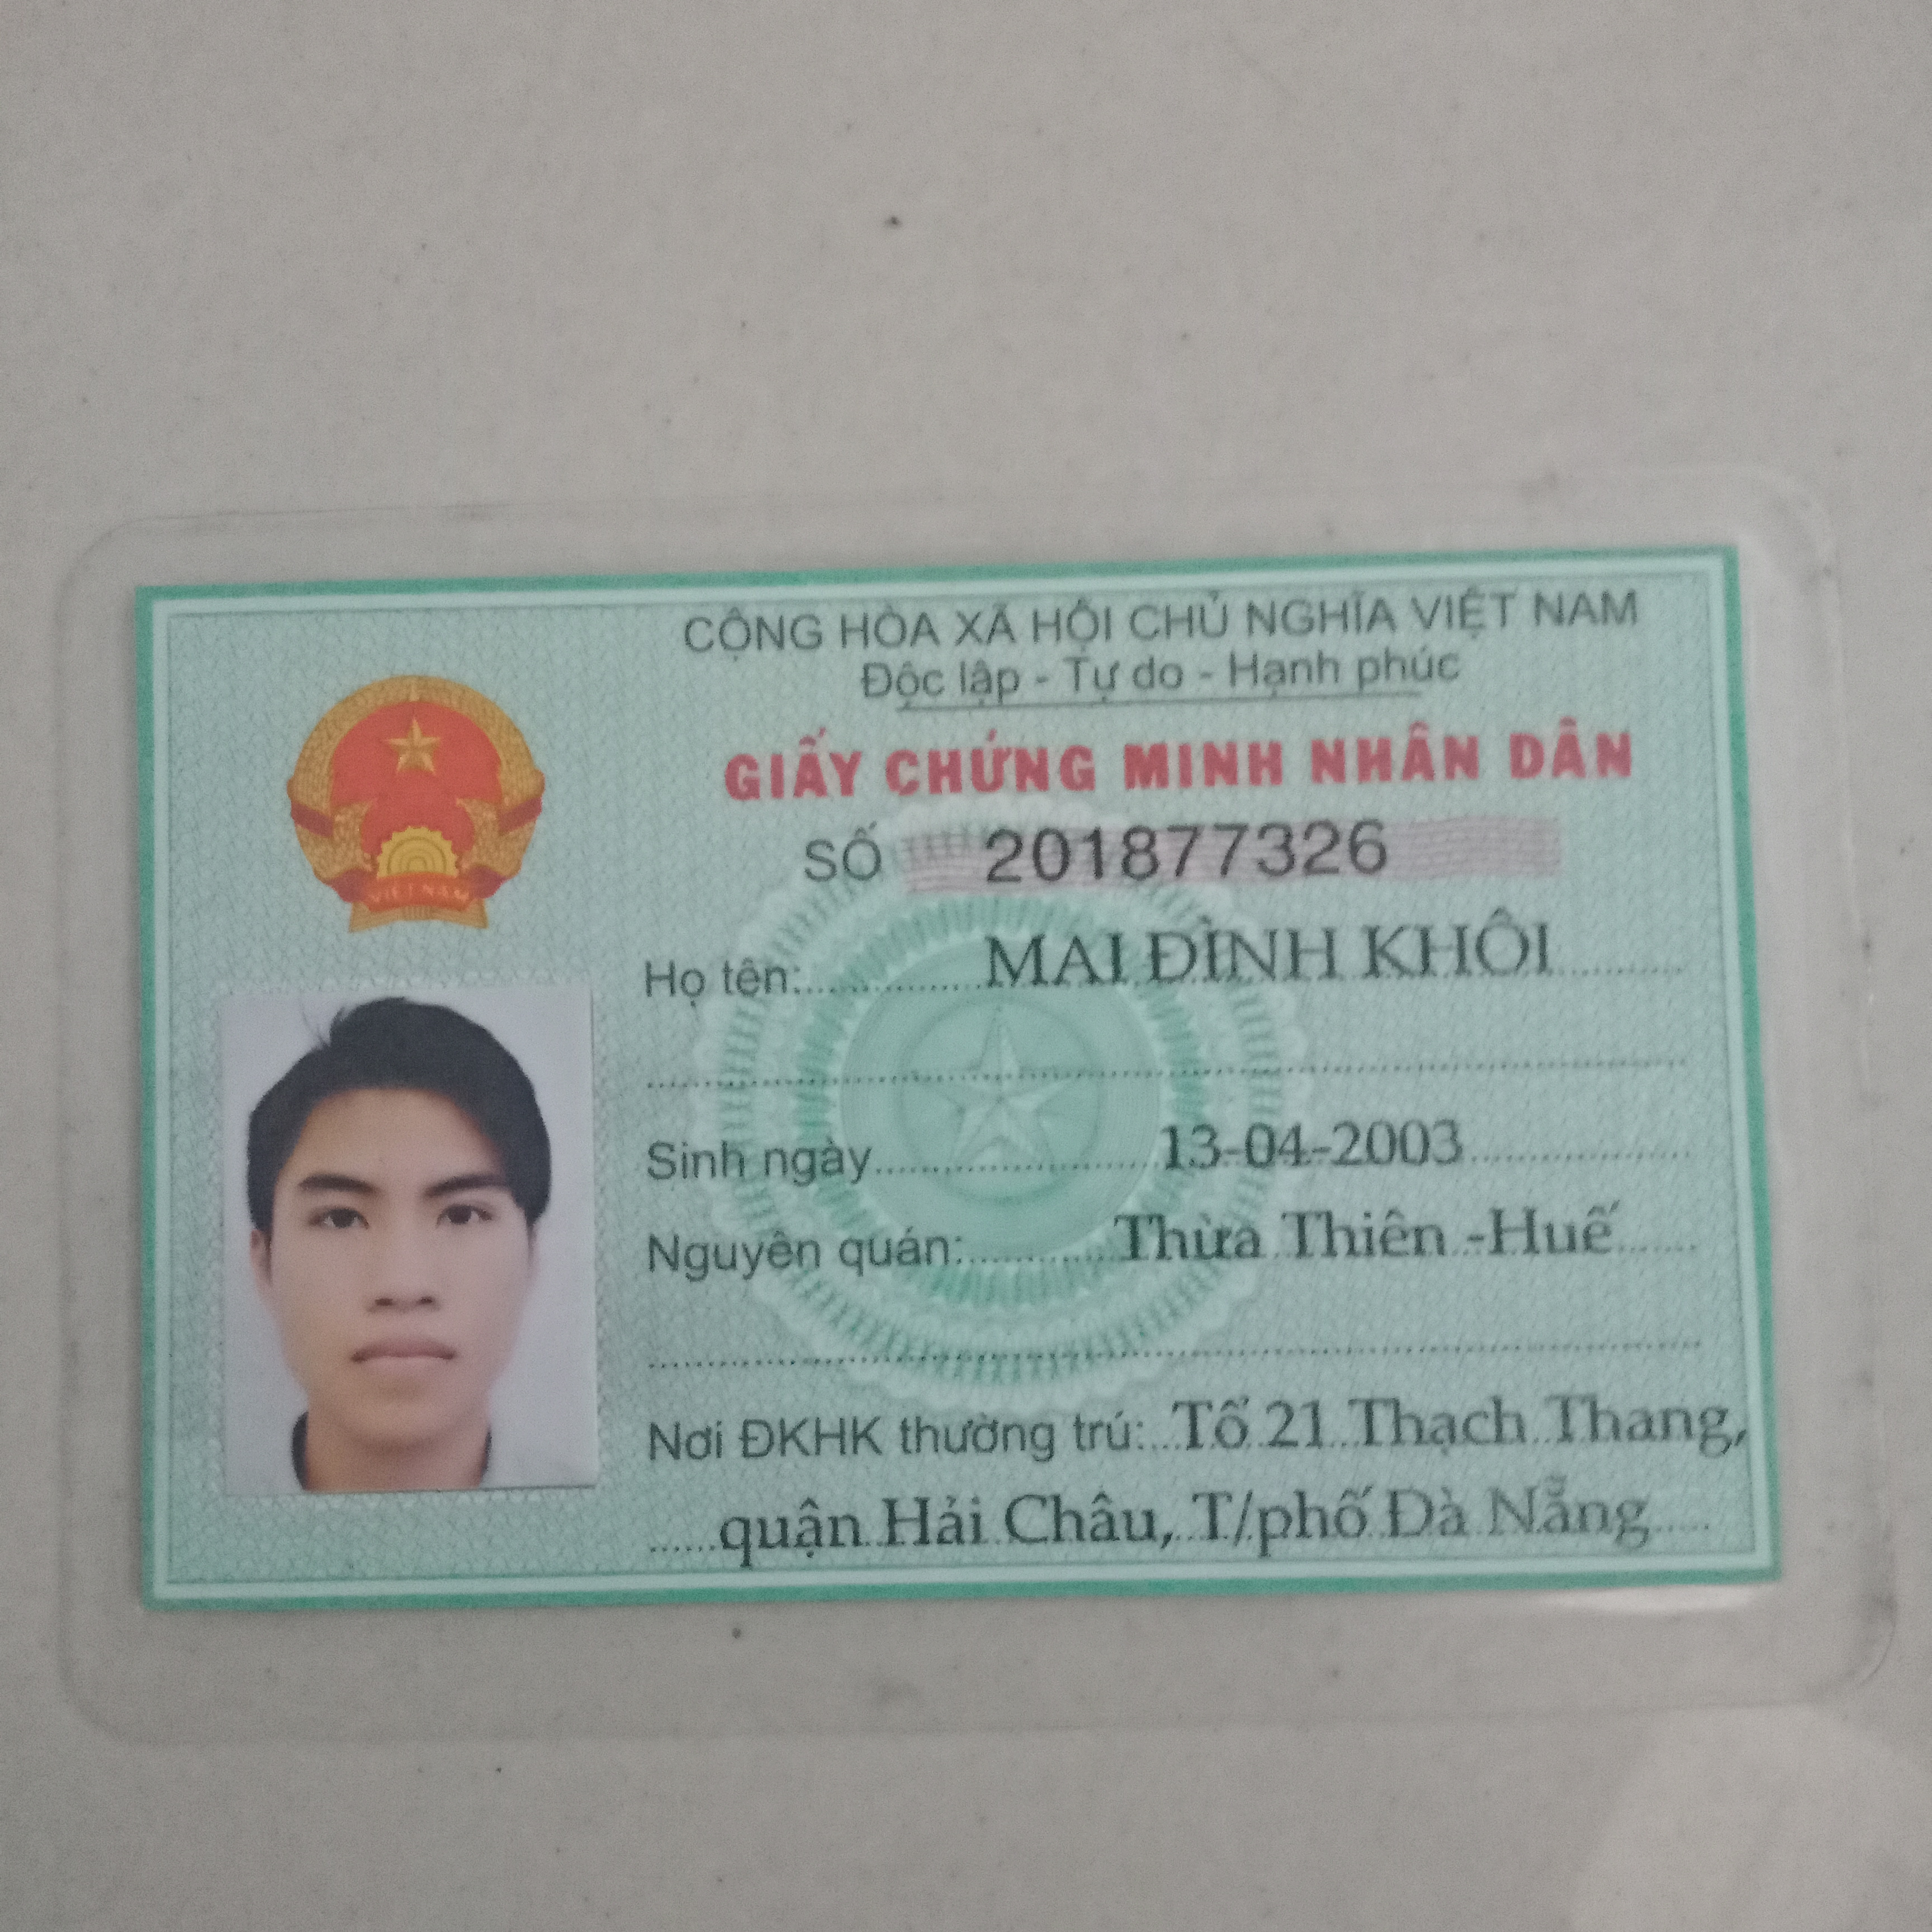 CỘNG HÒA XÃ HỘI CHỦ NGHĨA VIỆT NAM
Độc lập - Tự do - Hạnh phúc
GIẤY CHỨNG MINH NHÂN DÂN
SỐ 201877326
VIỆT NAM
Họ tên: MAI ĐÌNH KHÔI
Sinh ngày 13-04-2003
Nguyên quán: Thừa Thiên -Huế
Nơi ĐKHK thường trú: Tổ 21 Thạch Thang,
quận Hải Châu, T/phố Đà Nẵng